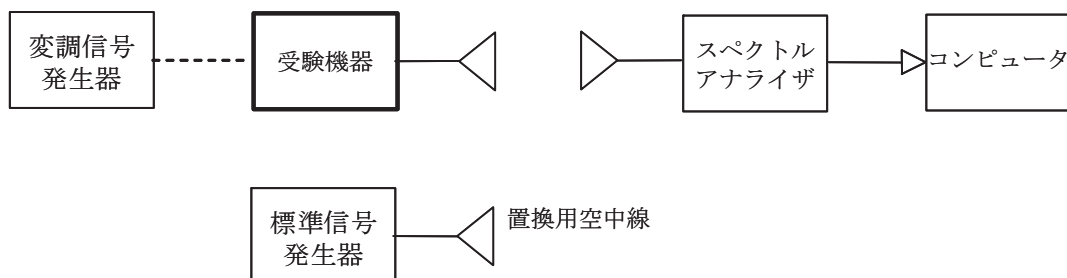 変調信号
発生器
受験機器
スペクトル
アナライザ
コンピュータ
標準信号
発生器
置換用空中線